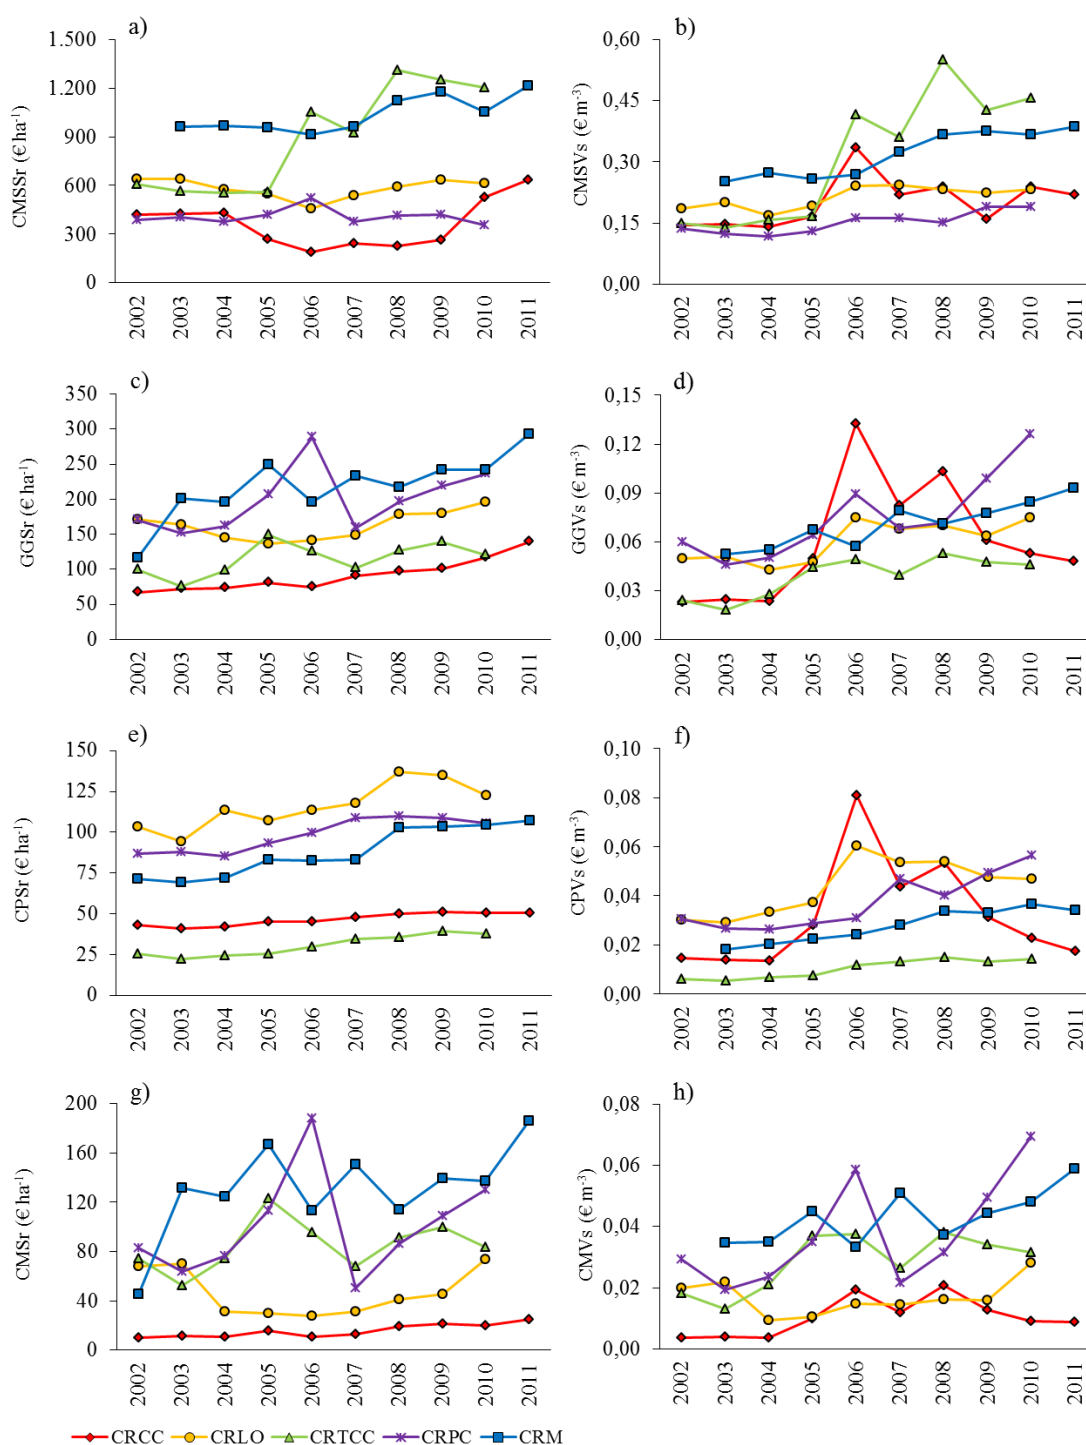 a)
CMSSr (€ ha⁻¹)
1.500
1.200
900
600
300
0
2002 2003 2004 2005 2006 2007 2008 2009 2010 2011
b)
CMSVs (€ m⁻³)
0,60
0,45
0,30
0,15
0,00
2002 2003 2004 2005 2006 2007 2008 2009 2010 2011
c)
GGSr (€ ha⁻¹)
350
300
250
200
150
100
50
0
2002 2003 2004 2005 2006 2007 2008 2009 2010 2011
d)
GGVs (€ m⁻³)
0,15
0,12
0,09
0,06
0,03
0,00
2002 2003 2004 2005 2006 2007 2008 2009 2010 2011
e)
CPSr (€ ha⁻¹)
150
125
100
75
50
25
0
2002 2003 2004 2005 2006 2007 2008 2009 2010 2011
f)
CPVs (€ m⁻³)
0,10
0,08
0,06
0,04
0,02
0,00
2002 2003 2004 2005 2006 2007 2008 2009 2010 2011
g)
CMSr (€ ha⁻¹)
200
160
120
80
40
0
2002 2003 2004 2005 2006 2007 2008 2009 2010 2011
h)
CMVs (€ m⁻³)
0,08
0,06
0,04
0,02
0,00
2002 2003 2004 2005 2006 2007 2008 2009 2010 2011
CRCC CRLO CRTCC CRPC CRM